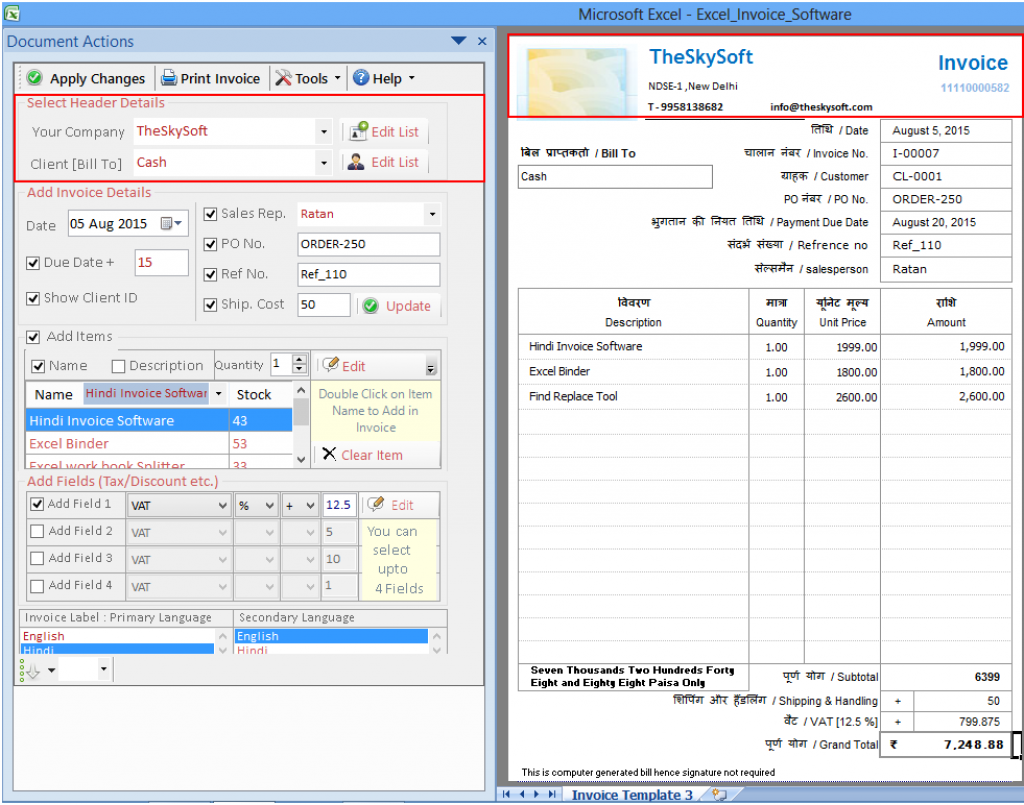 Microsoft Excel - Excel_Invoice_Software
Document Actions
Apply Changes Print Invoice Tools Help
Select Header Details
Your Company TheSkySoft Edit List
Client [Bill To] Cash Edit List
Add Invoice Details
Date 05 Aug 2015
Sales Rep. Ratan
PO No. ORDER-250
Due Date + 15
Ref No. Ref_110
Show Client ID
Ship. Cost 50 Update
Add Items
Name Description Quantity 1 Edit
Name Hindi Invoice Softwar Stock
Hindi Invoice Software 43
Excel Binder 53
Excel work book Splitter 33
Double Click on Item
Name to Add in
Invoice
Clear Item
Add Fields (Tax/Discount etc.)
Add Field 1 VAT % + 12.5 Edit
Add Field 2 VAT 5
Add Field 3 VAT 10
Add Field 4 VAT 1
You can
select
upto
4 Fields
Invoice Label : Primary Language Secondary Language
English English
Hindi Hindi
TheSkySoft
Invoice
NDSE-1 ,New Delhi
11110000582
T-9958138682 info@theskysoft.com
तिथि / Date August 5, 2015
बिल प्राप्तकर्ता / Bill To
चालान नंबर / Invoice No. I-00007
Cash
ग्राहक / Customer CL-0001
PO नंबर / PO No. ORDER-250
भुगतान की नियत तिथि / Payment Due Date August 20, 2015
संदर्भ संख्या / Refrence no Ref_110
सेल्समैन / salesperson Ratan
विवरण मात्रा यूनिट मूल्य राशि
Description Quantity Unit Price Amount
Hindi Invoice Software 1.00 1999.00 1,999.00
Excel Binder 1.00 1800.00 1,800.00
Find Replace Tool 1.00 2600.00 2,600.00
Seven Thousands Two Hundreds Forty
Eight and Eighty Eight Paisa Only
पूर्ण योग / Subtotal 6399
शिपिंग और हैंडलिंग / Shipping & Handling + 50
वैट / VAT [12.5 %] + 799.875
पूर्ण योग / Grand Total ₹ 7,248.88
This is computer generated bill hence signature not required
Invoice Template 3